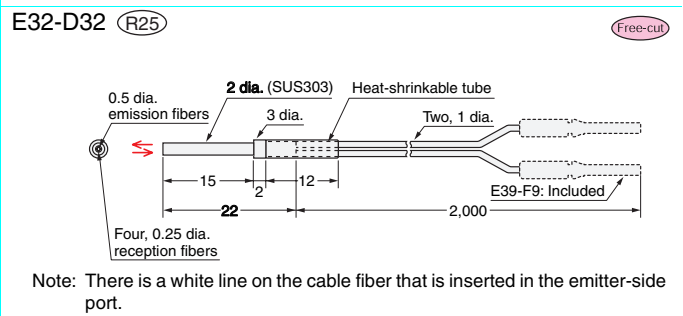 E32-D32 R25
Free-cut
0.5 dia.
emission fibers
2 dia. (SUS303)
Heat-shrinkable tube
3 dia.
Two, 1 dia.
15
2
12
E39-F9: Included
22
2,000
Four, 0.25 dia.
reception fibers
Note: There is a white line on the cable fiber that is inserted in the emitter-side
port.